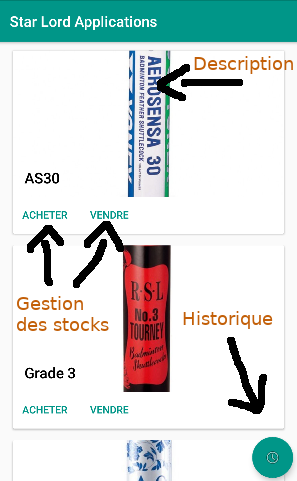 Star Lord Applications
Description
AEROSENSA 30
BADMINTON FEATHER SHUTTLECOCK
AS30
ACHETER VENDRE
Gestion
des stocks
R·S·L
No.3
TOURNEY
Badminton
Shuttlecocks
Historique
Grade 3
ACHETER VENDRE